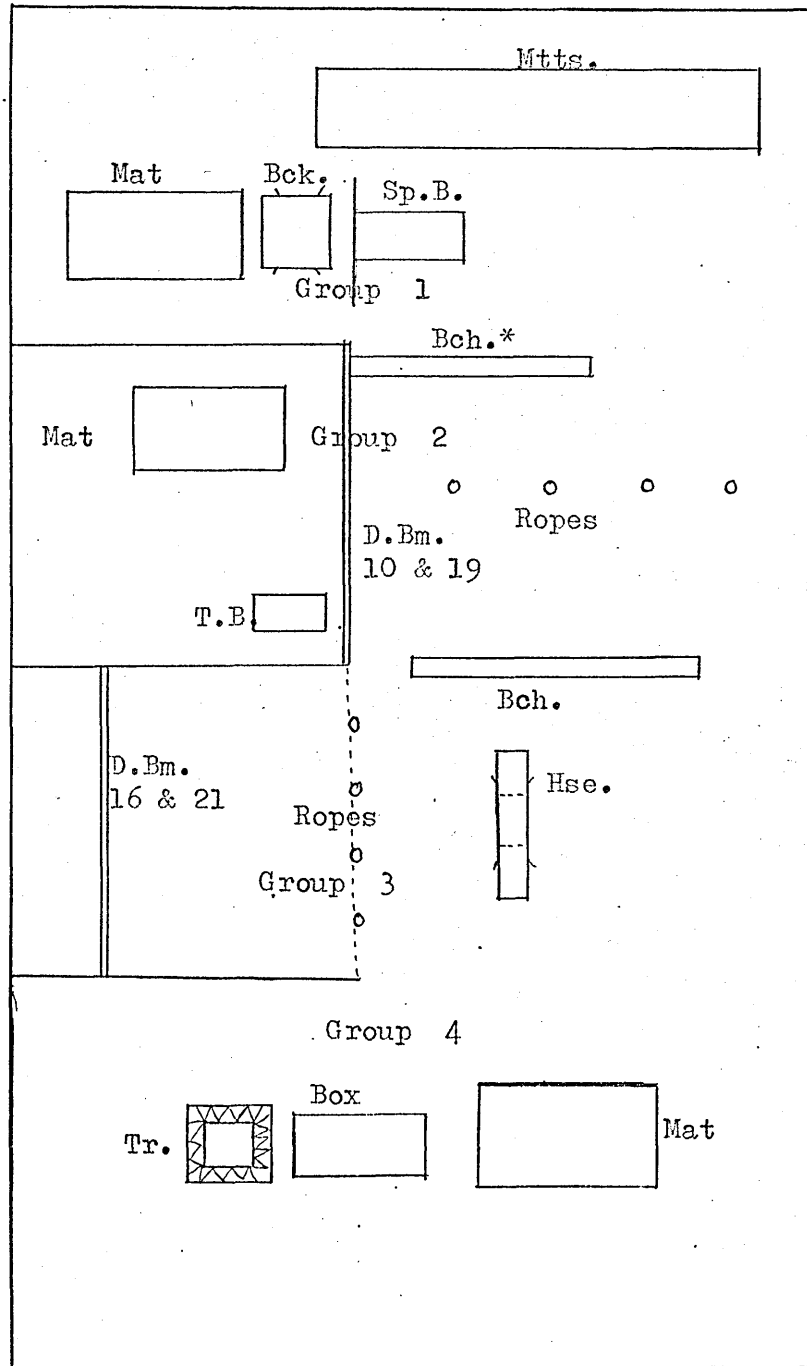 Mtts.
Mat
Bck.
Sp.B.
Group 1
Bch.*
Mat
Group 2
Ropes
D.Bm.
10 & 19
T.B.
Bch.
D.Bm.
16 & 21
Ropes
Hse.
Group 3
Group 4
Box
Tr.
Mat